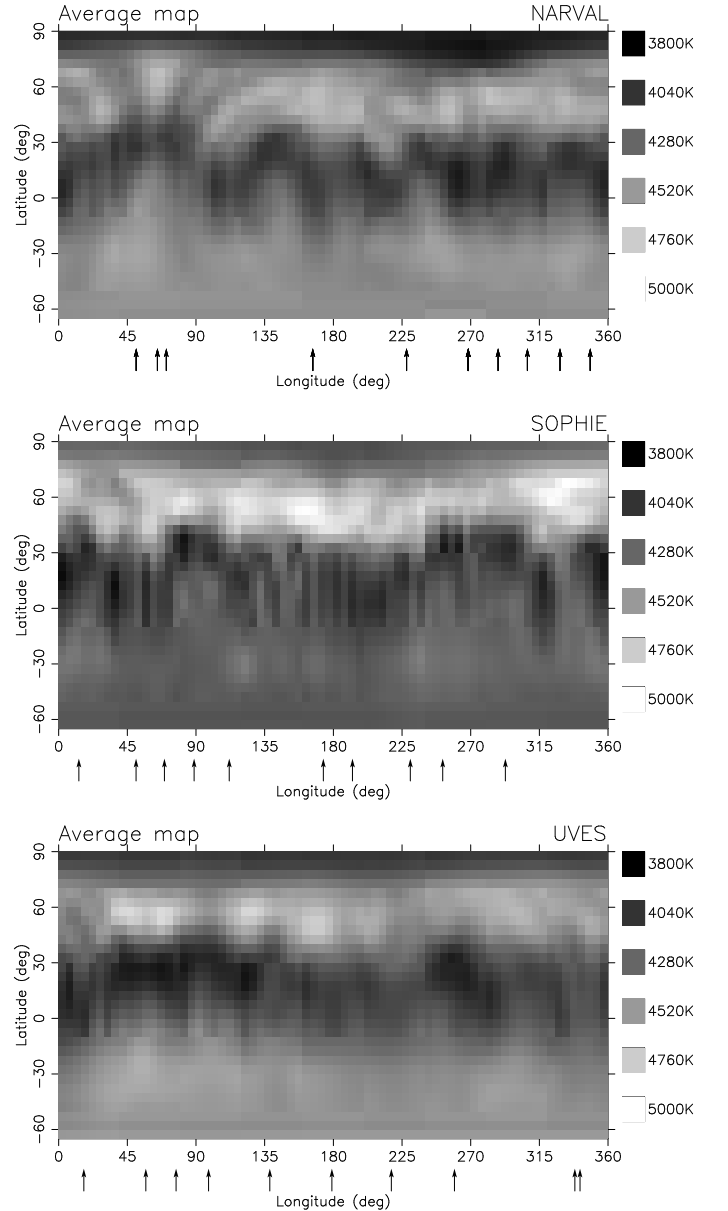 Average map NARVAL
90
60
30
0
−30
−60
Latitude (deg)
0 45 90 135 180 225 270 315 360
Longitude (deg)
3800K
4040K
4280K
4520K
4760K
5000K
Average map SOPHIE
90
60
30
0
−30
−60
Latitude (deg)
0 45 90 135 180 225 270 315 360
Longitude (deg)
3800K
4040K
4280K
4520K
4760K
5000K
Average map UVES
90
60
30
0
−30
−60
Latitude (deg)
0 45 90 135 180 225 270 315 360
Longitude (deg)
3800K
4040K
4280K
4520K
4760K
5000K